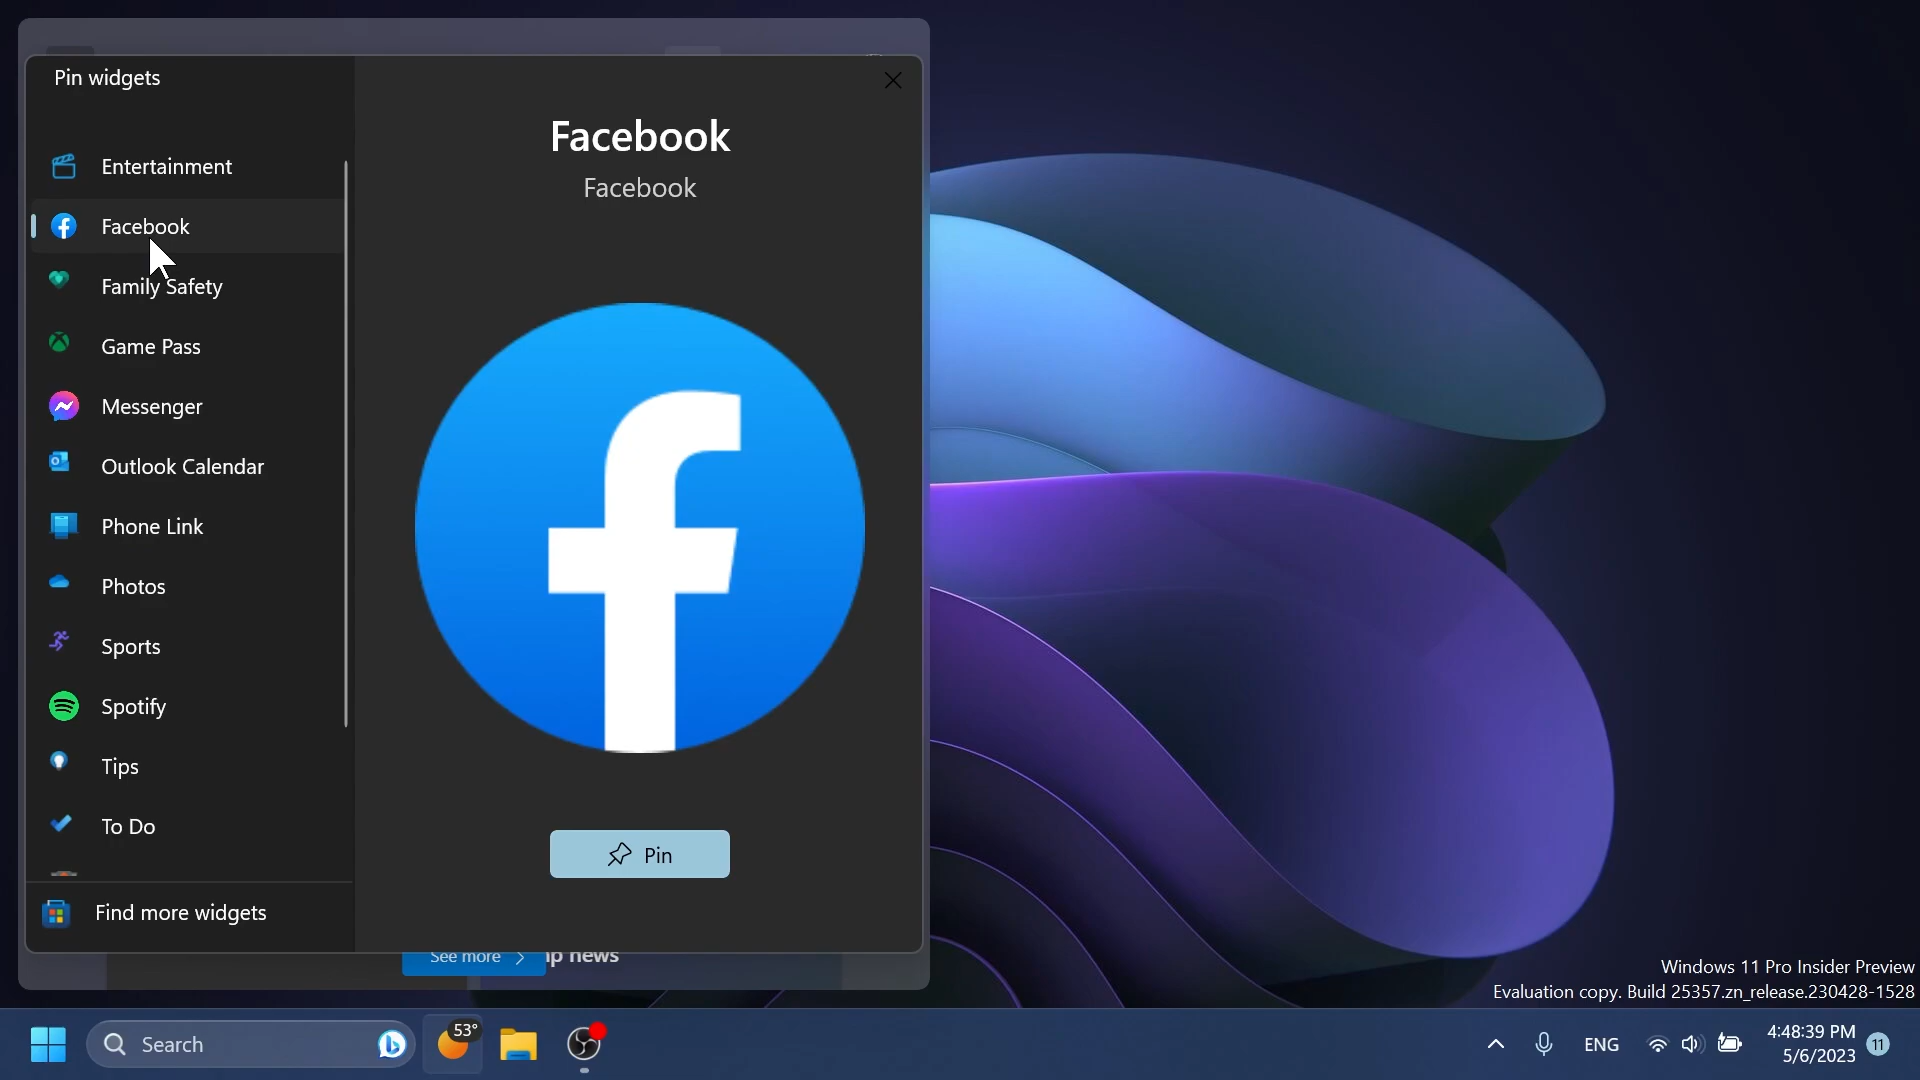 Pin widgets
Entertainment
Facebook
Family Safety
Game Pass
Messenger
Outlook Calendar
Phone Link
Photos
Sports
Spotify
Tips
To Do
Find more widgets
Facebook
Facebook
Pin
See more
news
Windows 11 Pro Insider Preview
Evaluation copy. Build 25357.zn_release.230428-1528
Search
53°
ENG
4:48:39 PM
5/6/2023
11